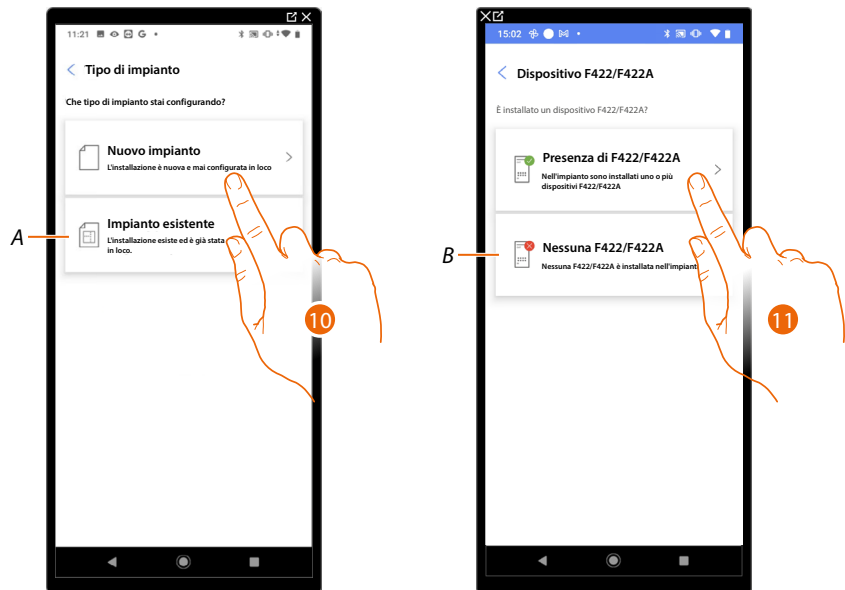 11:21 G
Tipo di impianto
Che tipo di impianto stai configurando?
Nuovo impianto
L'installazione è nuova e mai configurata in loco
A
Impianto esistente
L'installazione esiste ed è già stata
in loco.
10
15:02
Dispositivo F422/F422A
È installato un dispositivo F422/F422A?
Presenza di F422/F422A
Nell'impianto sono installati uno o più
dispositivi F422/F422A
B
Nessuna F422/F422A
Nessuna F422/F422A è installata nell'impianto
11